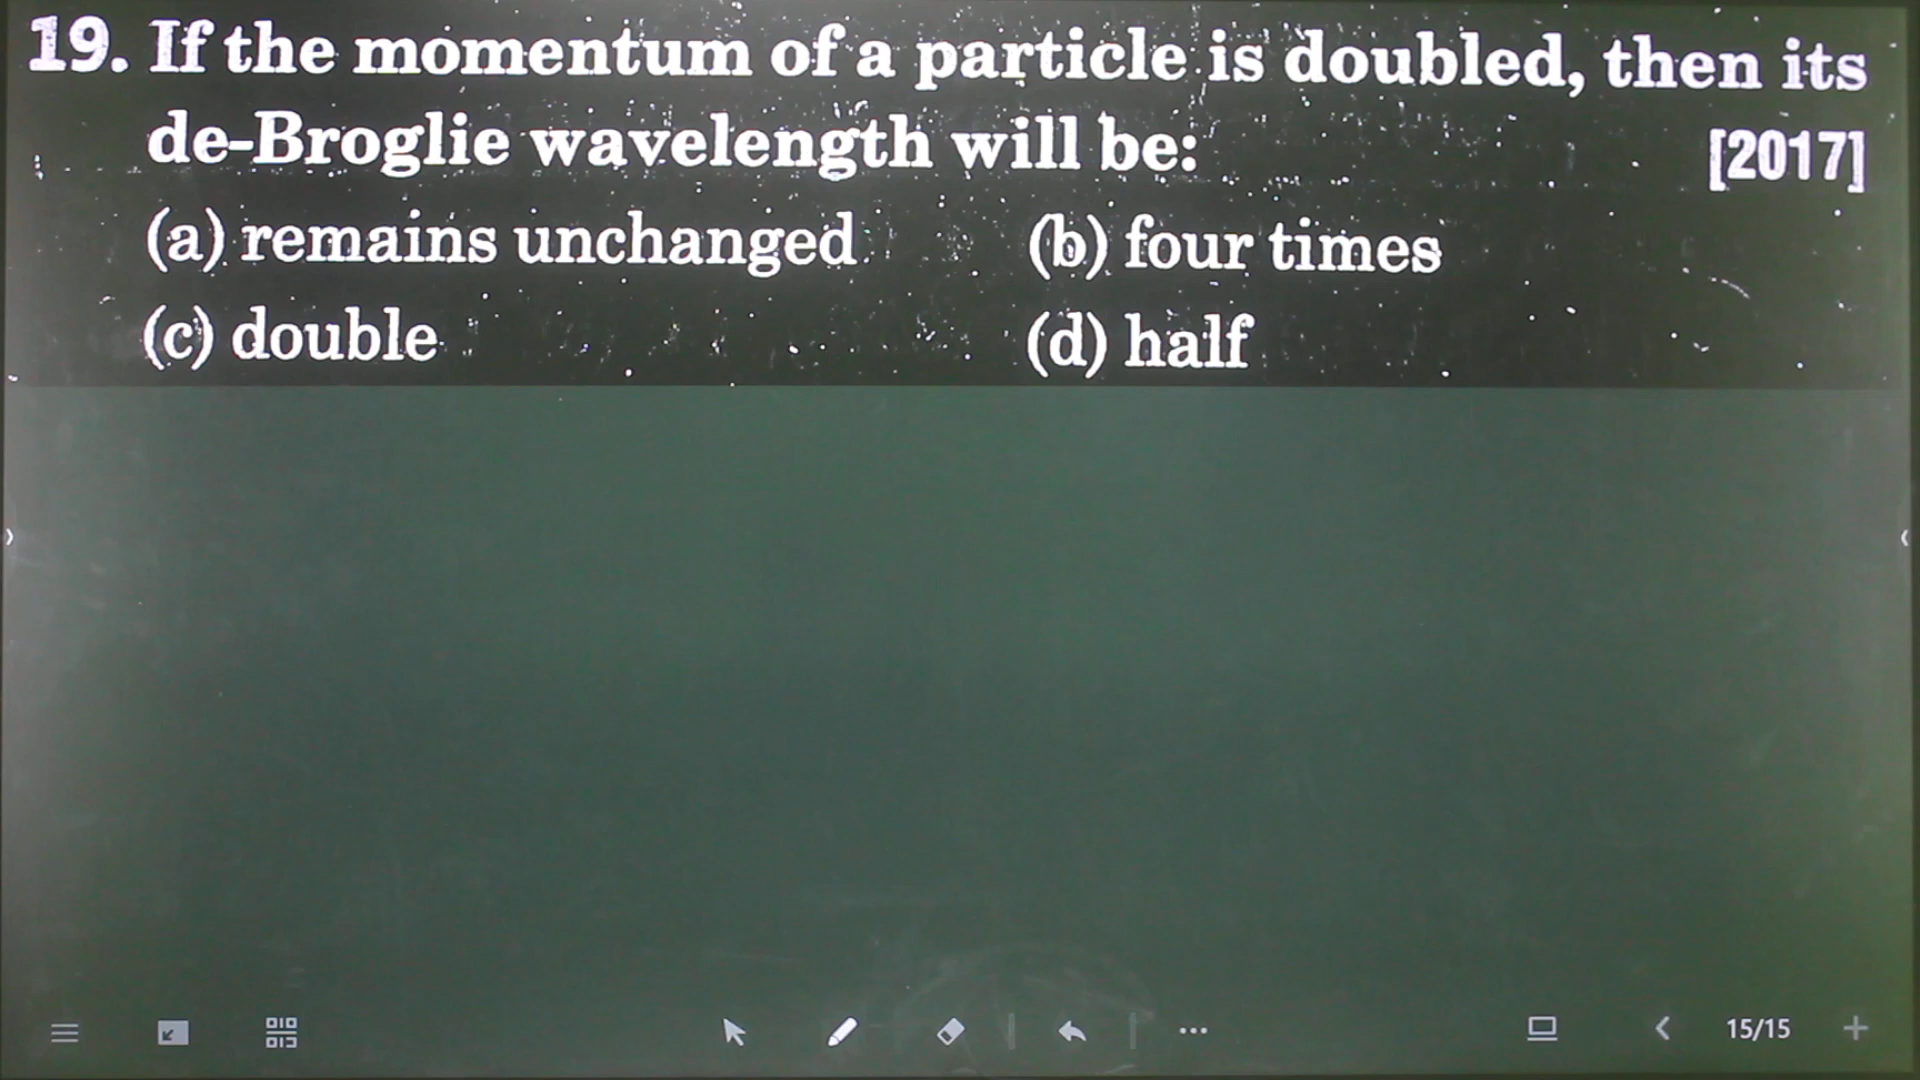 19. If the momentum of a particle is doubled, then its
de-Broglie wavelength will be: [2017]
(a) remains unchanged (b) four times
(c) double (d) half
15/15